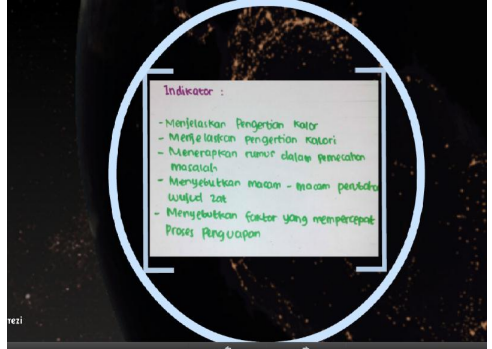 Indikator :
- Menjelaskan Pengertian Kalor
- Menjelaskan pengertian Kalori
- Menerapkan rumus dalam pemecahan
masalah
- Menyebutkan macam - macam perubaha
wujud zat
- Menyebutkan faktor yang mempercepat
Proses Penguapan
rezi